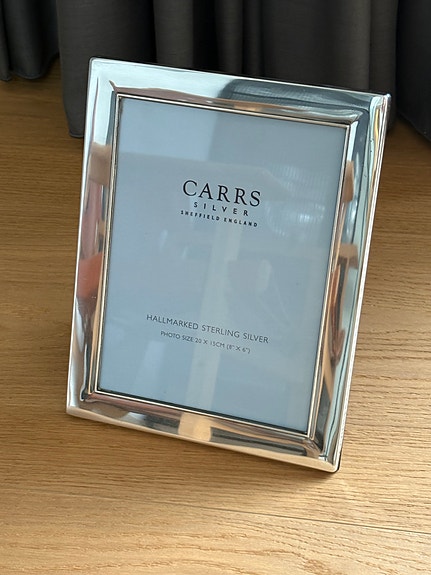 CARRS
SILVER
SHEFFIELD ENGLAND
HALLMARKED STERLING SILVER
PHOTO SIZE 20 X 15CM (8" X 6")